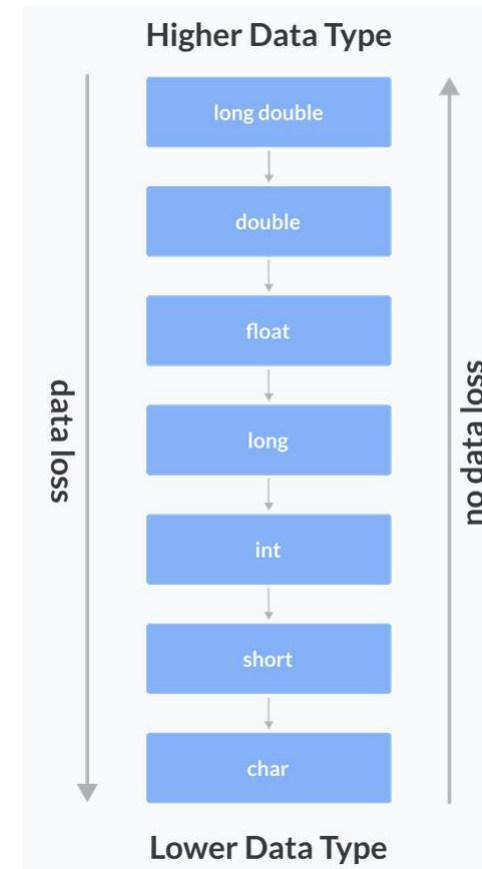 Higher Data Type
long double
double
float
long
int
short
char
data loss
no data loss
Lower Data Type